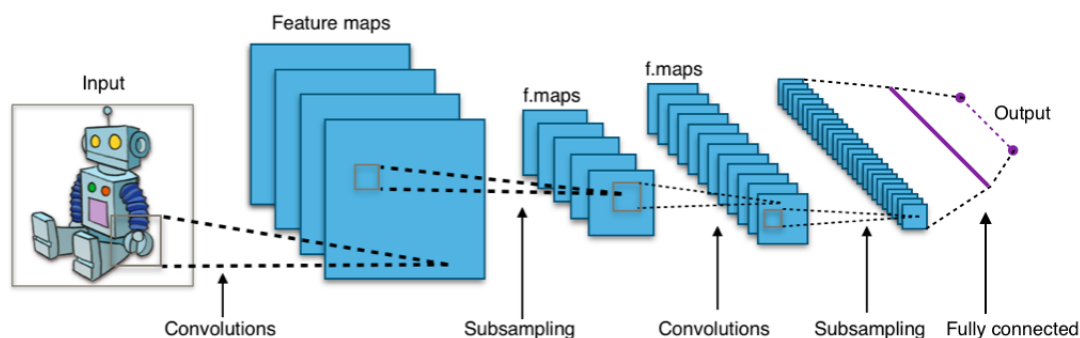 Feature maps
Input
f.maps
f.maps
Output
Convolutions
Subsampling
Convolutions
Subsampling
Fully connected